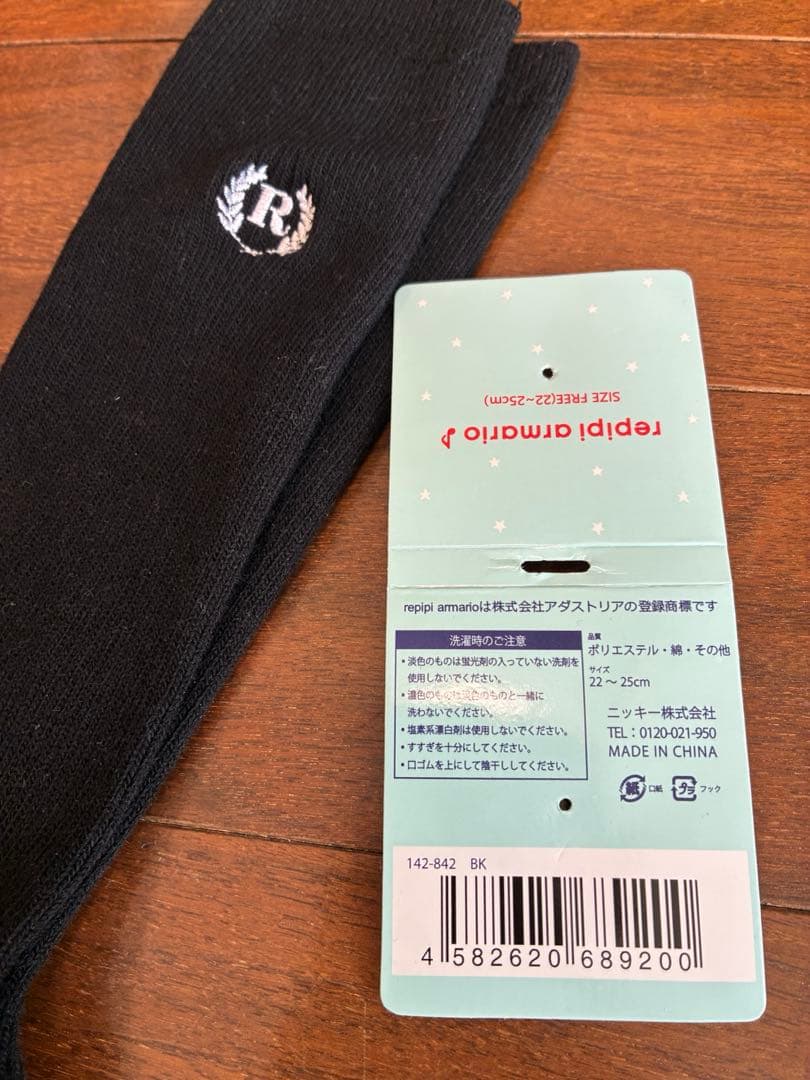 R
repipi armario♪
SIZE FREE(22~25cm)
repipi armarioは株式会社アダストリアの登録商標です
洗濯時のご注意
・淡色のものは蛍光剤の入っていない洗剤を
使用しないでください。
・濃色のものは淡色のものと一緒に
洗わないでください。
・塩素系漂白剤は使用しないでください。
・すすぎを十分にしてください。
・口ゴムを上にして陰干ししてください。
品質
ポリエステル・綿・その他
サイズ
22～25cm
ニッキー株式会社
TEL：0120-021-950
MADE IN CHINA
紙 口紙 プラ フック
142-842 BK
4 582620 689200